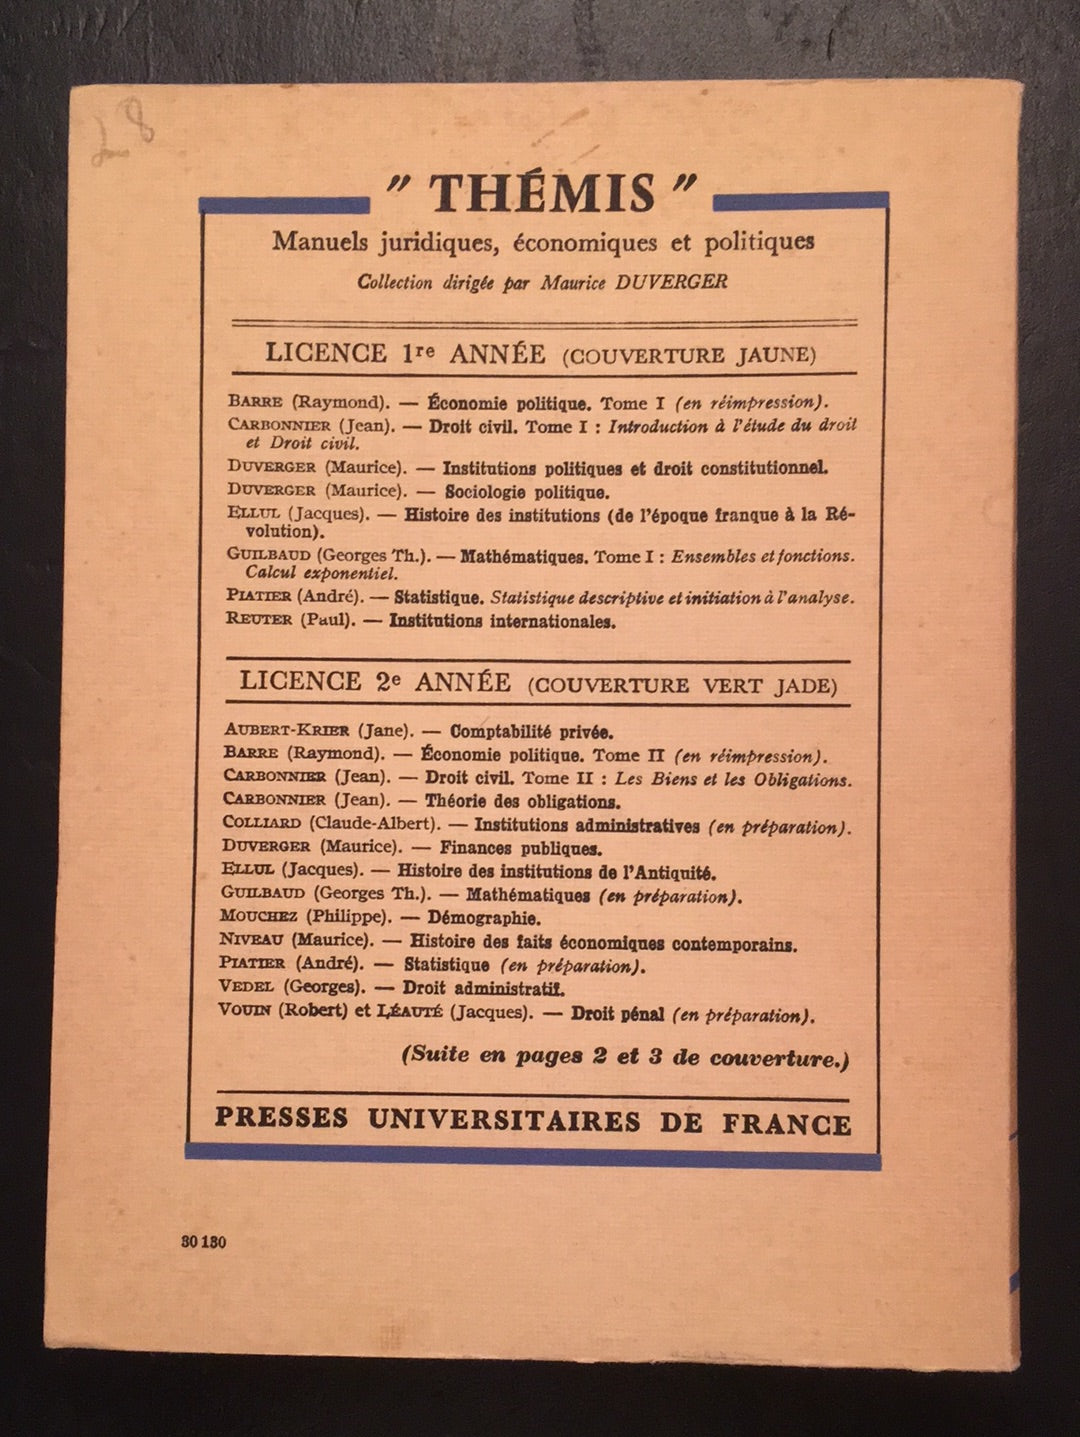 L 8
" THÉMIS "
Manuels juridiques, économiques et politiques
Collection dirigée par Maurice DUVERGER
LICENCE 1re ANNÉE (COUVERTURE JAUNE)
BARRE (Raymond). — Économie politique. Tome I (en réimpression).
CARBONNIER (Jean). — Droit civil. Tome I : Introduction à l'étude du droit
et Droit civil.
DUVERGER (Maurice). — Institutions politiques et droit constitutionnel.
DUVERGER (Maurice). — Sociologie politique.
ELLUL (Jacques). — Histoire des institutions (de l'époque franque à la Ré-
volution).
GUILBAUD (Georges Th.). — Mathématiques. Tome I : Ensembles et fonctions.
Calcul exponentiel.
PIATIER (André). — Statistique. Statistique descriptive et initiation à l'analyse.
REUTER (Paul). — Institutions internationales.
LICENCE 2e ANNÉE (COUVERTURE VERT JADE)
AUBERT-KRIER (Jane). — Comptabilité privée.
BARRE (Raymond). — Économie politique. Tome II (en réimpression).
CARBONNIER (Jean). — Droit civil. Tome II : Les Biens et les Obligations.
CARBONNIER (Jean). — Théorie des obligations.
COLLIARD (Claude-Albert). — Institutions administratives (en préparation).
DUVERGER (Maurice). — Finances publiques.
ELLUL (Jacques). — Histoire des institutions de l'Antiquité.
GUILBAUD (Georges Th.). — Mathématiques (en préparation).
MOUCHEZ (Philippe). — Démographie.
NIVEAU (Maurice). — Histoire des faits économiques contemporains.
PIATIER (André). — Statistique (en préparation).
VEDEL (Georges). — Droit administratif.
VOUIN (Robert) et LÉAUTÉ (Jacques). — Droit pénal (en préparation).
(Suite en pages 2 et 3 de couverture.)
PRESSES UNIVERSITAIRES DE FRANCE
30 130